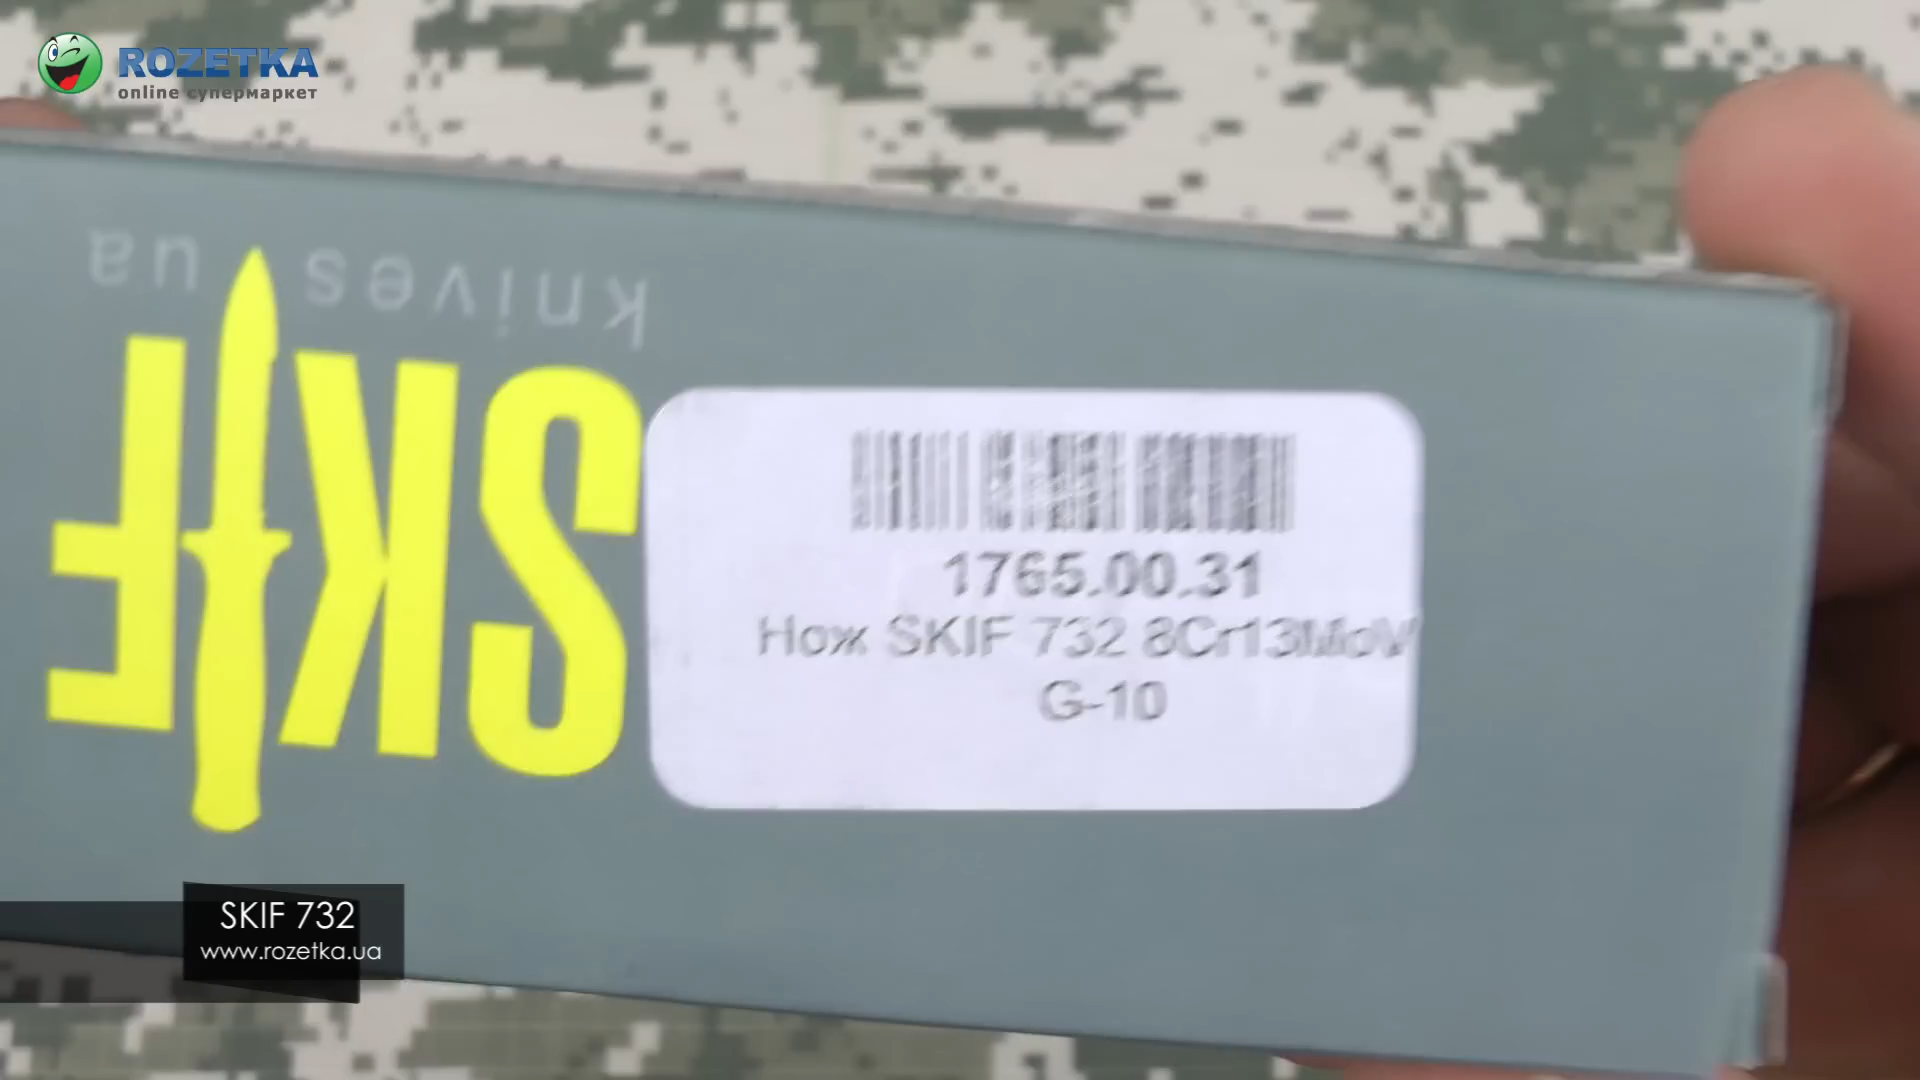 ROZETKA
online супермаркет
knives ua
SKIF
1765.00.31
Нож SKIF 732 8Cr13MoV
G-10
SKIF 732
www.rozetka.ua